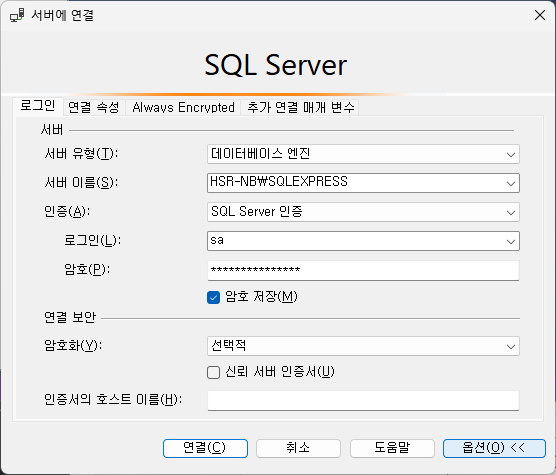 서버에 연결
SQL Server
로그인 연결 속성 Always Encrypted 추가 연결 매개 변수
서버
서버 유형(T): 데이터베이스 엔진
서버 이름(S): HSR-NB₩SQLEXPRESS
인증(A): SQL Server 인증
로그인(L): sa
암호(P): ***************
암호 저장(M)
연결 보안
암호화(Y): 선택적
신뢰 서버 인증서(U)
인증서의 호스트 이름(H):
연결(C) 취소 도움말 옵션(O) <<